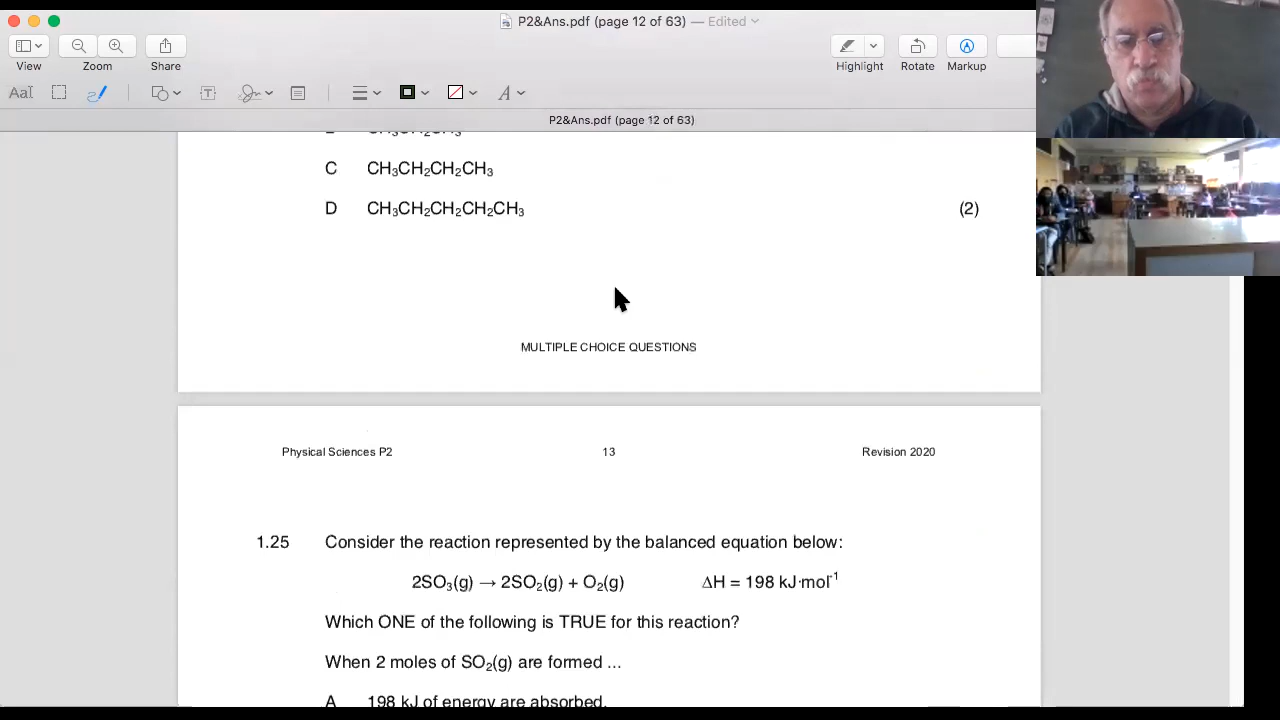 P2&Ans.pdf (page 12 of 63) — Edited
View
Zoom
Share
Highlight
Rotate
Markup
AaI
T
A
P2&Ans.pdf (page 12 of 63)
CH₃CH₂CH₃
C CH₃CH₂CH₂CH₃
D CH₃CH₂CH₂CH₂CH₃ (2)
MULTIPLE CHOICE QUESTIONS
Physical Sciences P2 13 Revision 2020
1.25 Consider the reaction represented by the balanced equation below:
2SO₃(g) → 2SO₂(g) + O₂(g) ΔH = 198 kJ·mol⁻¹
Which ONE of the following is TRUE for this reaction?
When 2 moles of SO₂(g) are formed ...
A 198 kJ of energy are absorbed.